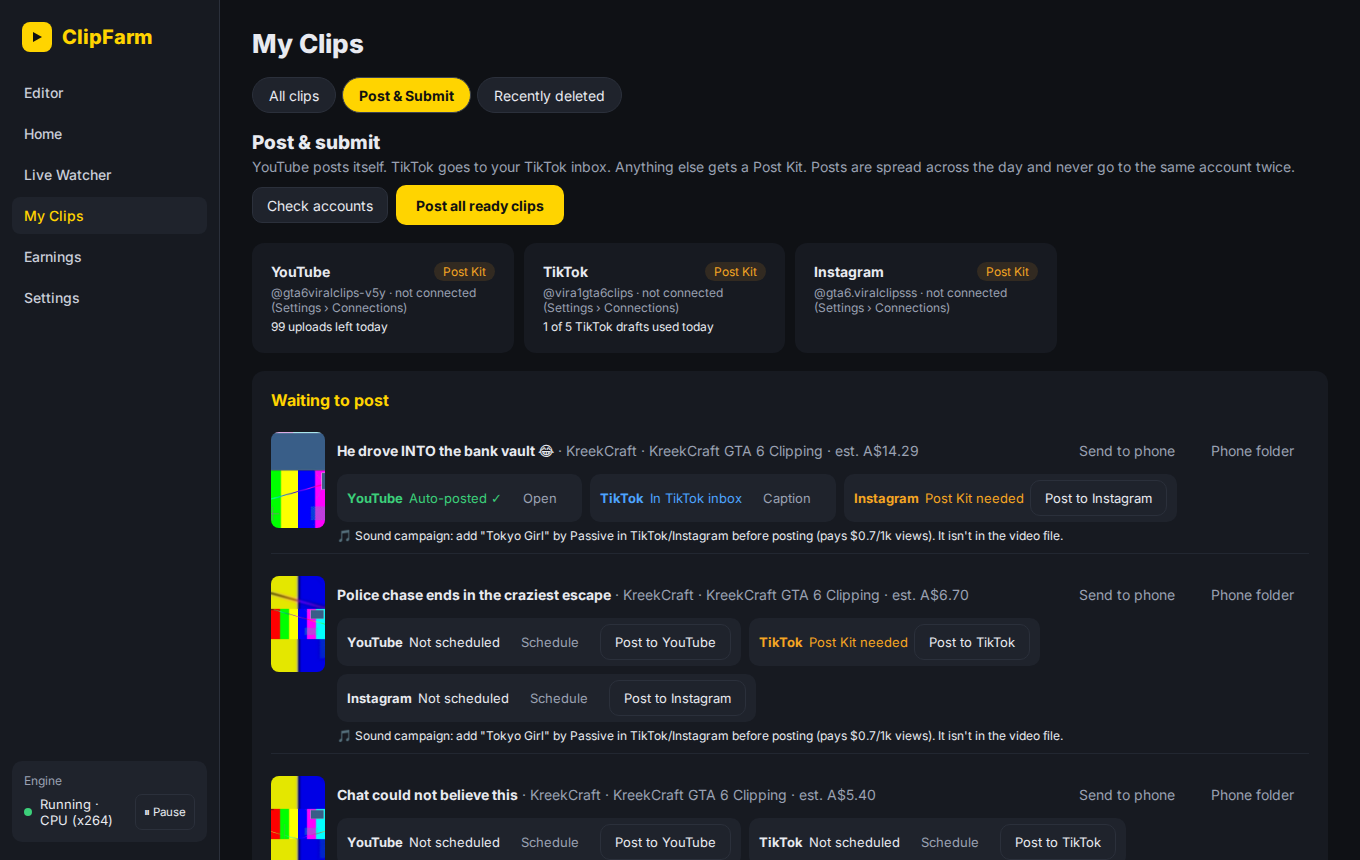 ClipFarm
Editor
Home
Live Watcher
My Clips
Earnings
Settings
Engine
Running ·
CPU (x264)
Pause
My Clips
All clips
Post & Submit
Recently deleted
Post & submit
YouTube posts itself. TikTok goes to your TikTok inbox. Anything else gets a Post Kit. Posts are spread across the day and never go to the same account twice.
Check accounts
Post all ready clips
YouTube Post Kit
@gta6viralclips-v5y · not connected
(Settings › Connections)
99 uploads left today
TikTok Post Kit
@vira1gta6clips · not connected
(Settings › Connections)
1 of 5 TikTok drafts used today
Instagram Post Kit
@gta6.viralclipsss · not connected
(Settings › Connections)
Waiting to post
He drove INTO the bank vault 😂 · KreekCraft · KreekCraft GTA 6 Clipping · est. A$14.29 Send to phone Phone folder
YouTube Auto-posted ✓ Open TikTok In TikTok inbox Caption Instagram Post Kit needed Post to Instagram
🎵 Sound campaign: add "Tokyo Girl" by Passive in TikTok/Instagram before posting (pays $0.7/1k views). It isn't in the video file.
Police chase ends in the craziest escape · KreekCraft · KreekCraft GTA 6 Clipping · est. A$6.70 Send to phone Phone folder
YouTube Not scheduled Schedule Post to YouTube TikTok Post Kit needed Post to TikTok
Instagram Not scheduled Schedule Post to Instagram
🎵 Sound campaign: add "Tokyo Girl" by Passive in TikTok/Instagram before posting (pays $0.7/1k views). It isn't in the video file.
Chat could not believe this · KreekCraft · KreekCraft GTA 6 Clipping · est. A$5.40 Send to phone Phone folder
YouTube Not scheduled Schedule Post to YouTube TikTok Not scheduled Schedule Post to TikTok